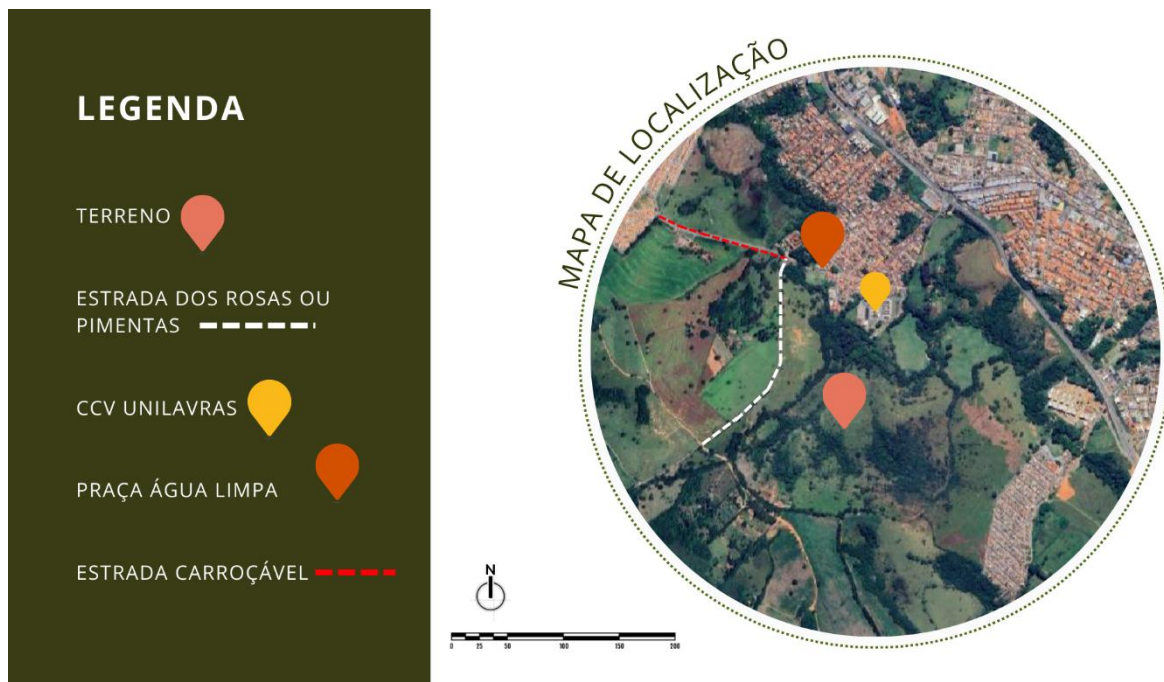 LEGENDA
TERRENO
ESTRADA DOS ROSAS OU
PIMENTAS
CCV UNILAVRAS
PRAÇA ÁGUA LIMPA
ESTRADA CARROÇÁVEL
MAPA DE LOCALIZAÇÃO
N
0 25 50 100 150 200